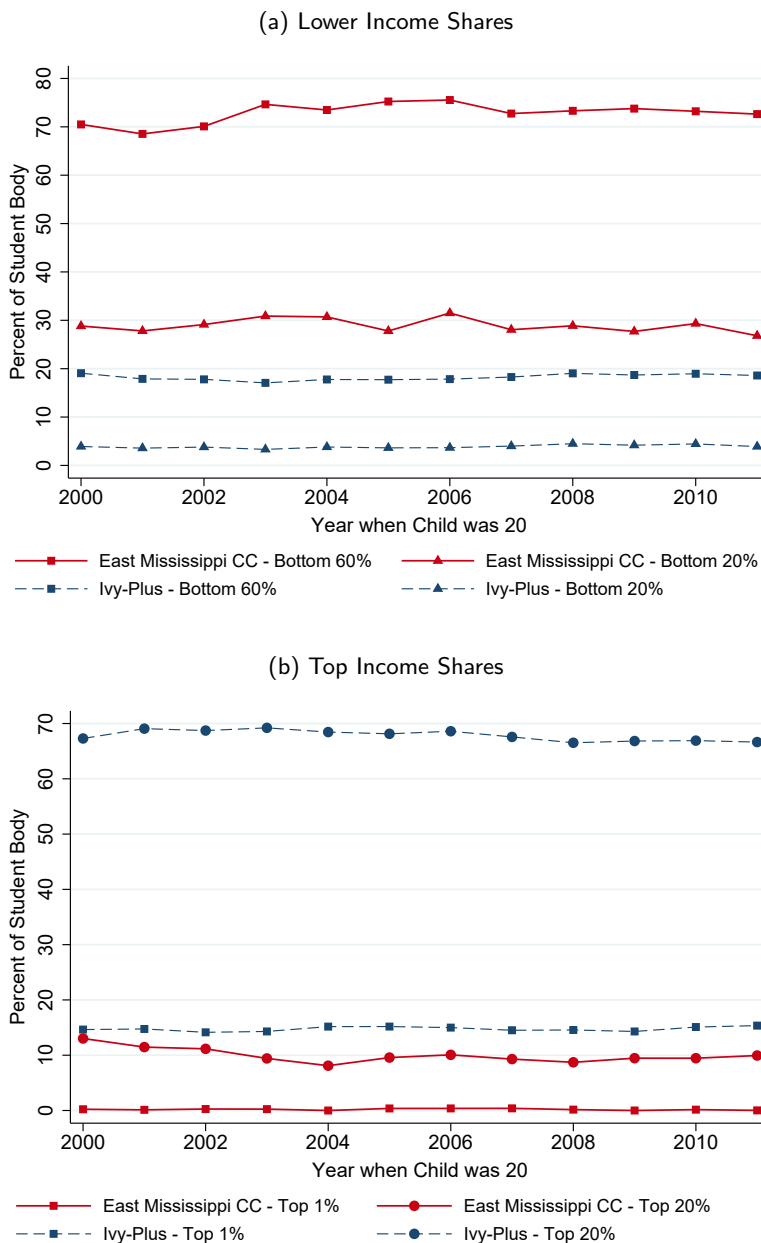 (a) Lower Income Shares
Percent of Student Body
80
70
60
50
40
30
20
10
0
2000 2002 2004 2006 2008 2010
Year when Child was 20
East Mississippi CC - Bottom 60% East Mississippi CC - Bottom 20%
Ivy-Plus - Bottom 60% Ivy-Plus - Bottom 20%
(b) Top Income Shares
Percent of Student Body
70
60
50
40
30
20
10
0
2000 2002 2004 2006 2008 2010
Year when Child was 20
East Mississippi CC - Top 1% East Mississippi CC - Top 20%
Ivy-Plus - Top 1% Ivy-Plus - Top 20%